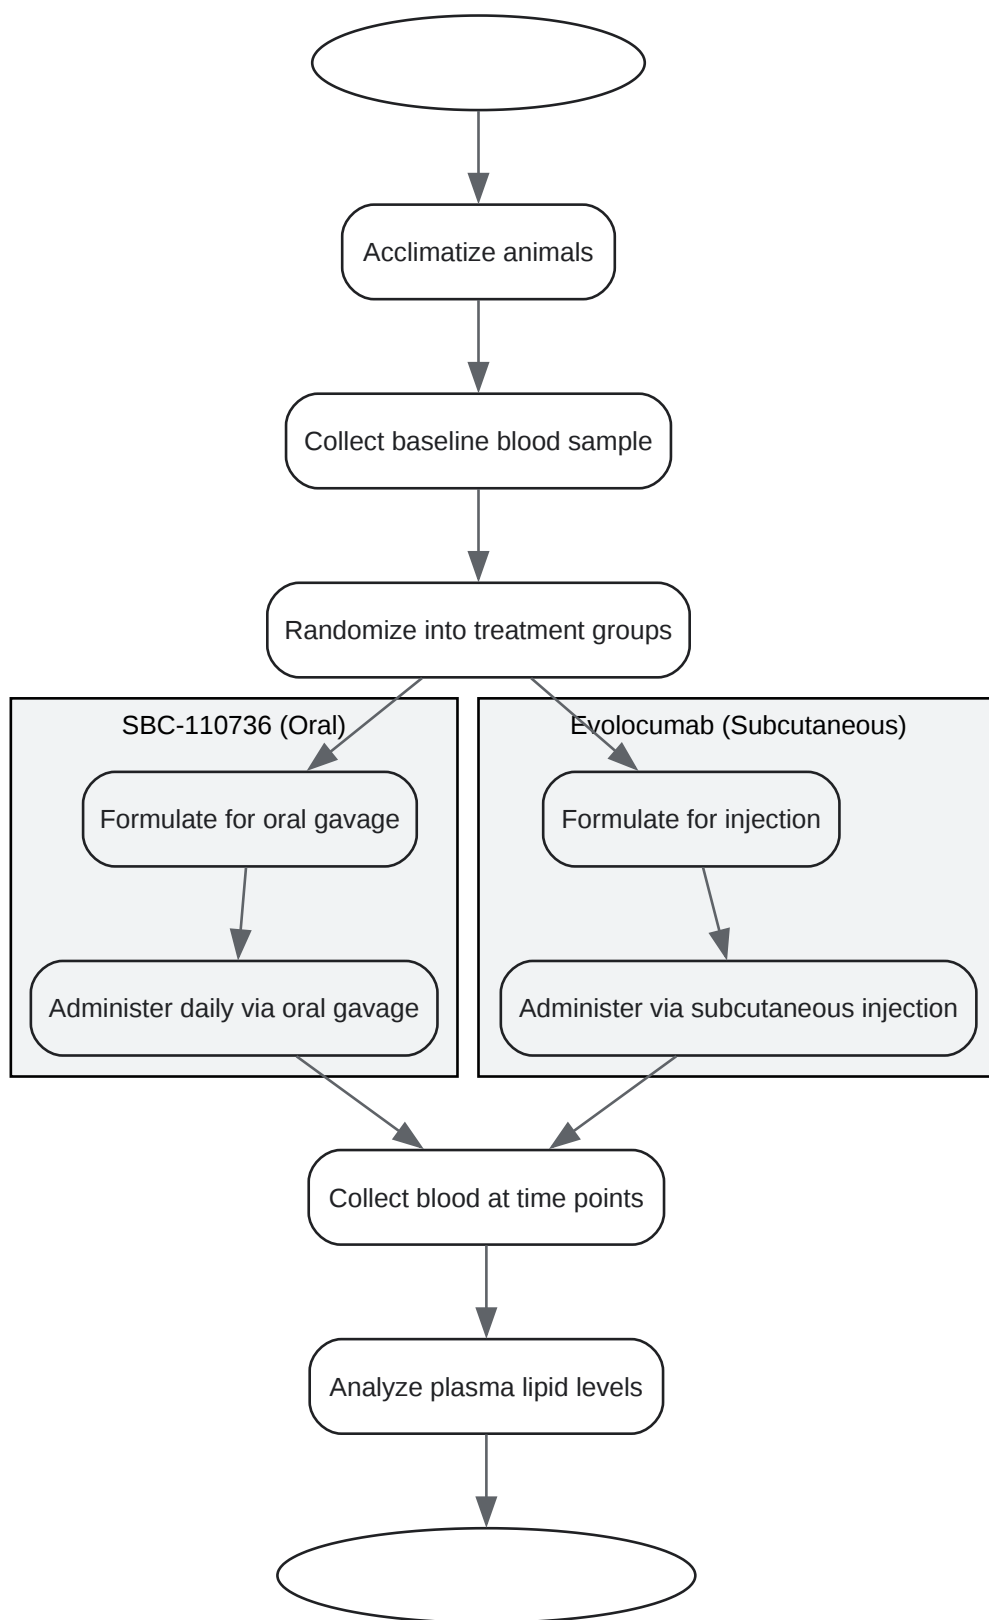 Acclimatize animals
Collect baseline blood sample
Randomize into treatment groups
SBC-110736 (Oral)
Evolocumab (Subcutaneous)
Formulate for oral gavage
Formulate for injection
Administer daily via oral gavage
Administer via subcutaneous injection
Collect blood at time points
Analyze plasma lipid levels